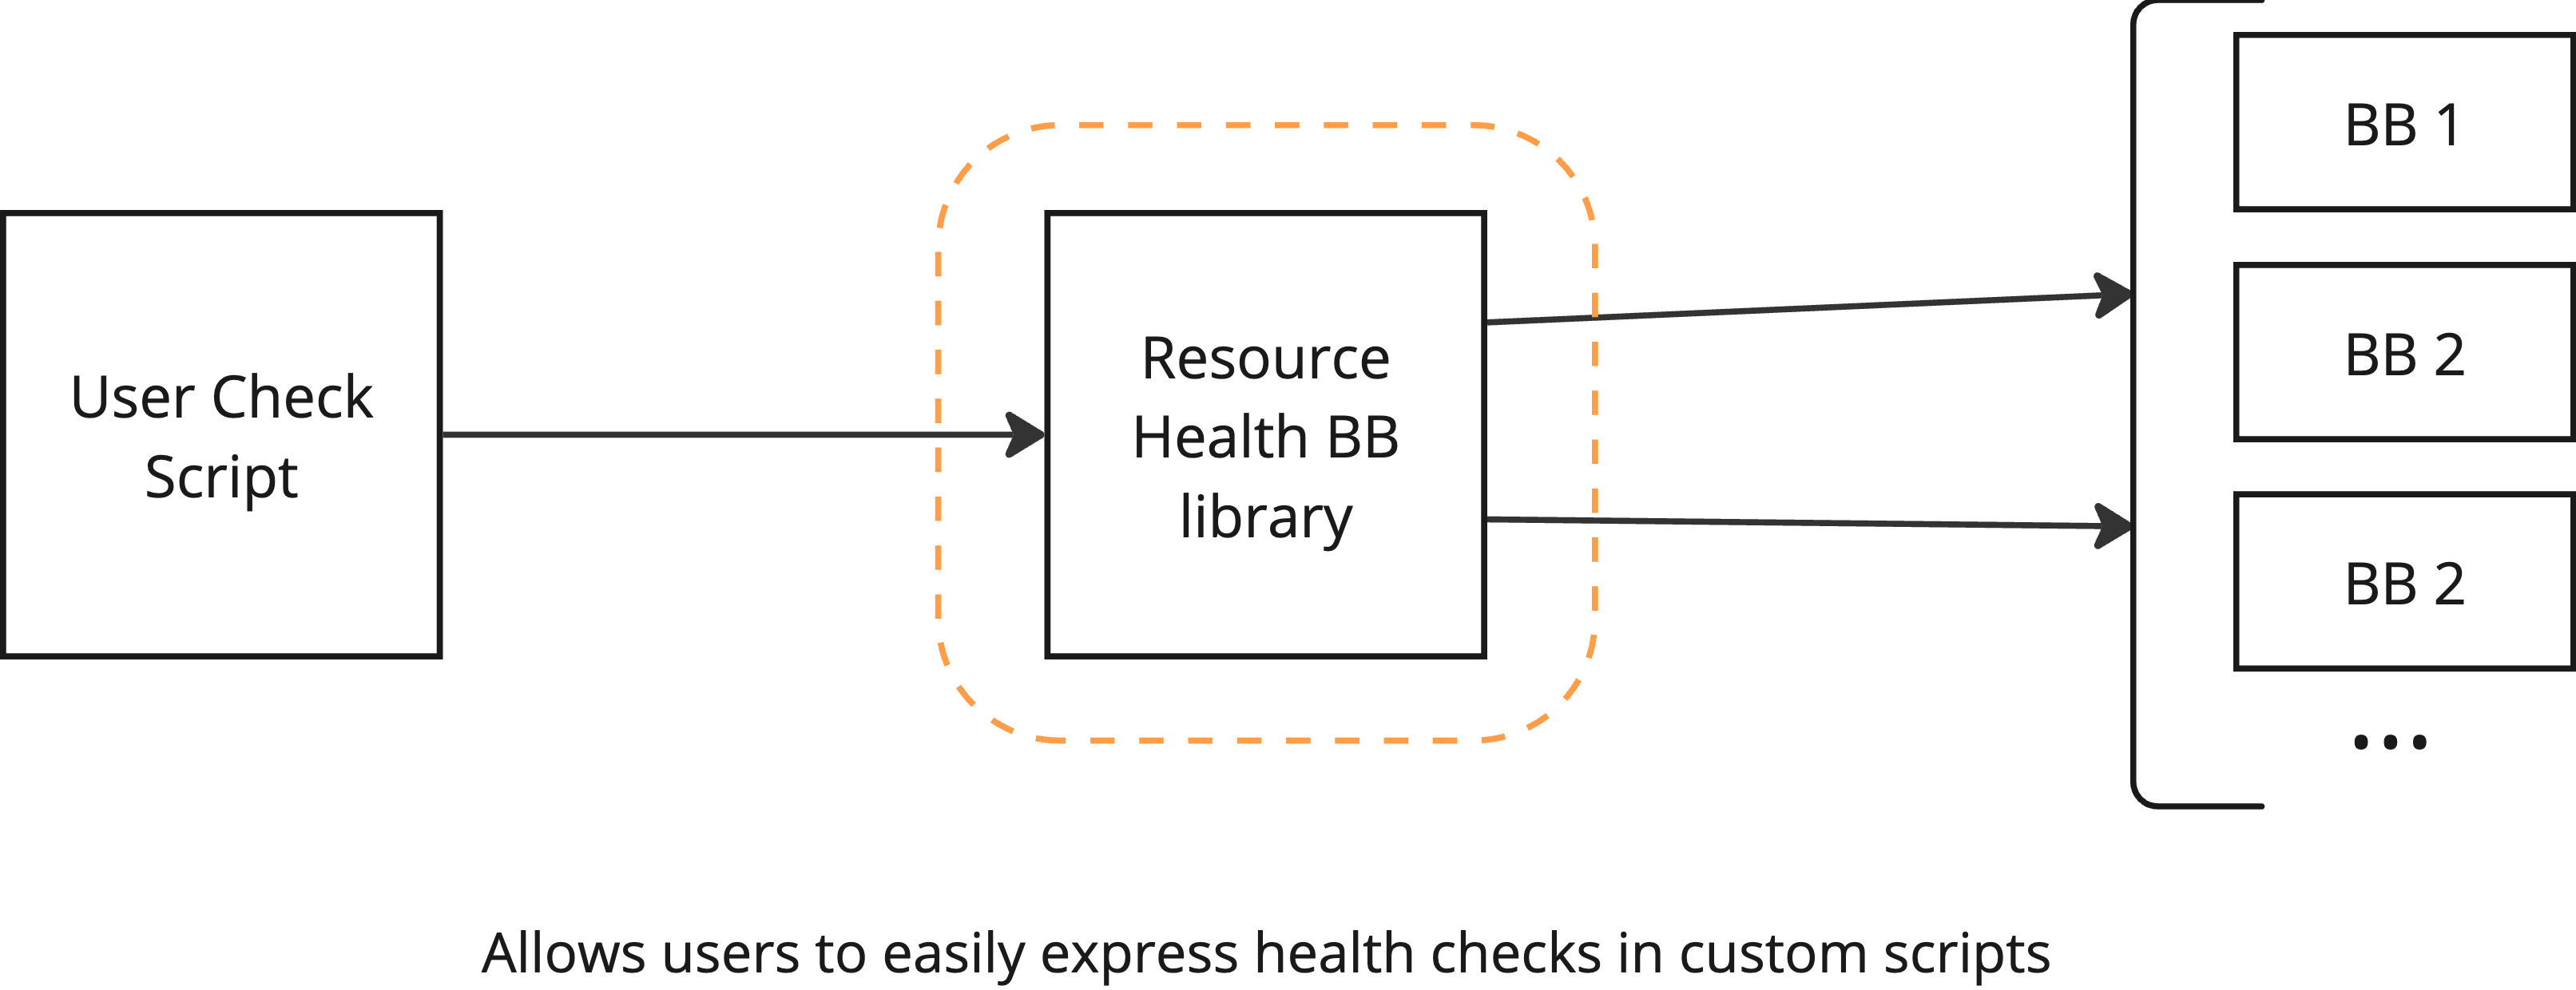 User Check
Script
Resource
Health BB
library
BB 1
BB 2
BB 2
...
Allows users to easily express health checks in custom scripts